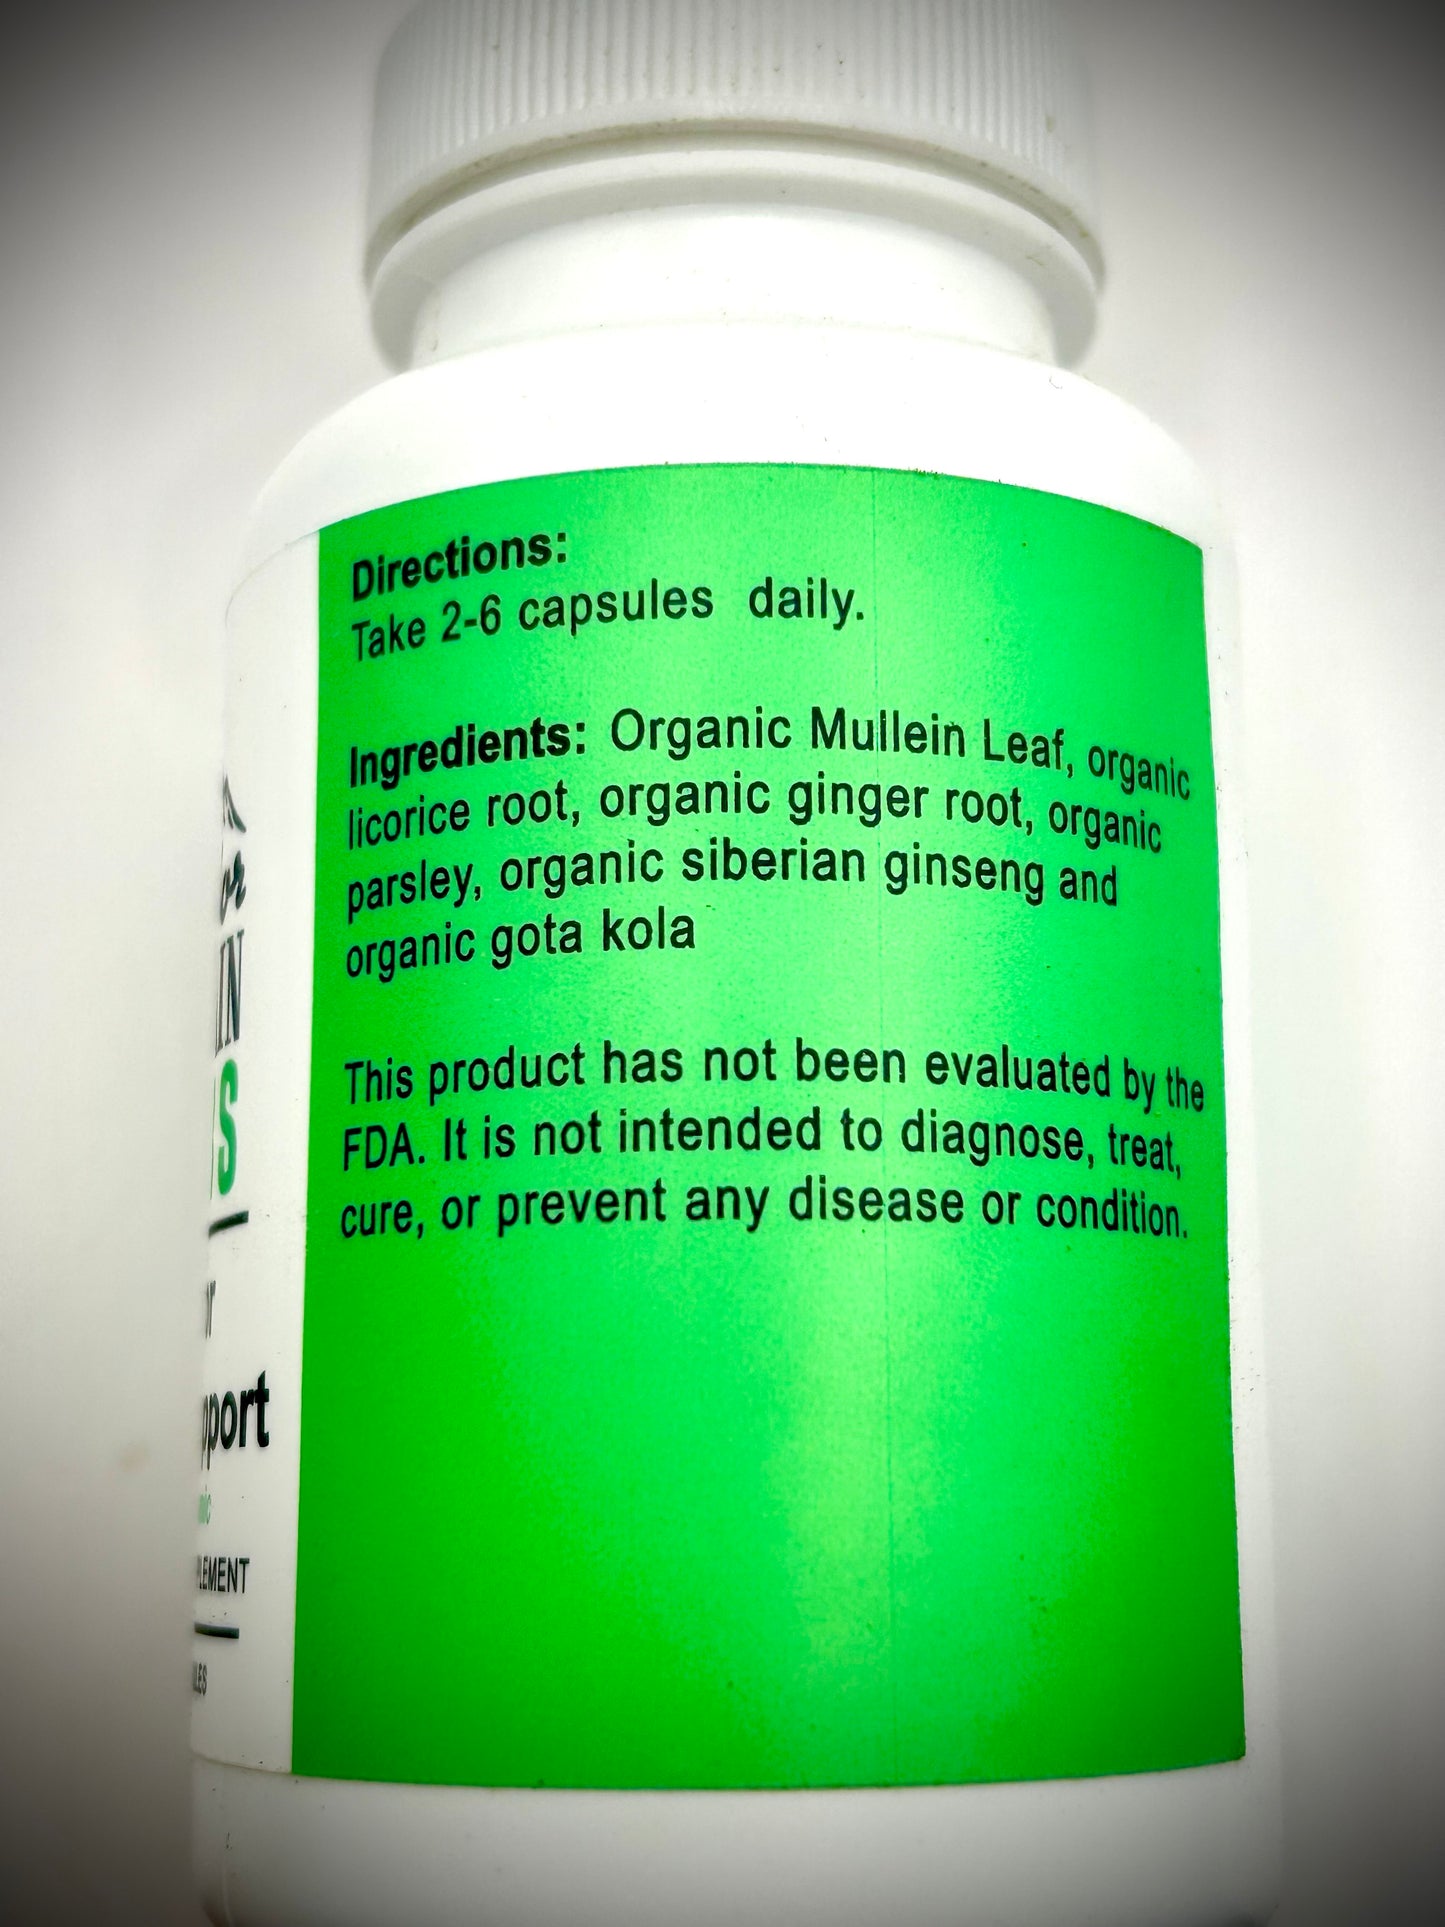 Directions:
Take 2-6 capsules daily.
Ingredients: Organic Mullein Leaf, organic
licorice root, organic ginger root, organic
parsley, organic siberian ginseng and
organic gota kola
This product has not been evaluated by the
FDA. It is not intended to diagnose, treat,
cure, or prevent any disease or condition.
IN
S
pport
PLEMENT